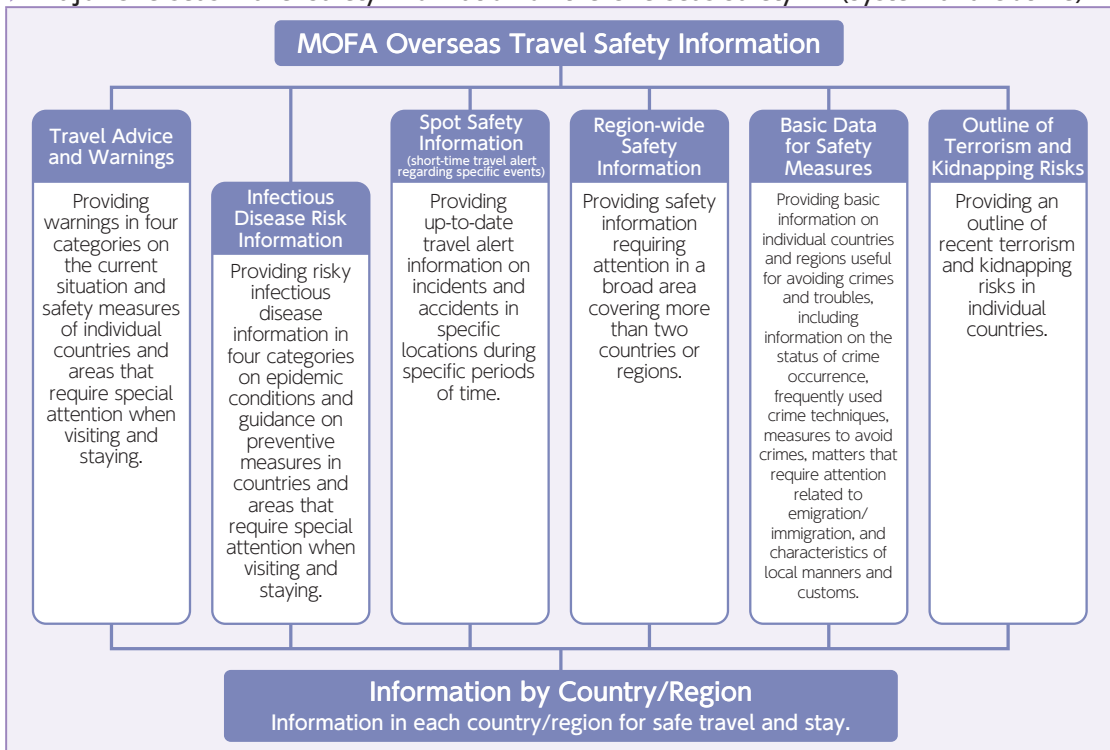 MOFA Overseas Travel Safety Information
Travel Advice
and Warnings
Providing
warnings in four
categories on
the current
situation and
safety measures
of individual
countries and
areas that
require special
attention when
visiting and
staying.
Infectious
Disease Risk
Information
Providing risky
infectious
disease
information in
four categories
on epidemic
conditions and
guidance on
preventive
measures in
countries and
areas that
require special
attention when
visiting and
staying.
Spot Safety
Information
(short-time travel alert
regarding specific events)
Providing
up-to-date
travel alert
information on
incidents and
accidents in
specific
locations during
specific periods
of time.
Region-wide
Safety
Information
Providing safety
information
requiring
attention in a
broad area
covering more
than two
countries or
regions.
Basic Data
for Safety
Measures
Providing basic
information on
individual countries
and regions useful
for avoiding crimes
and troubles,
including
information on the
status of crime
occurrence,
frequently used
crime techniques,
measures to avoid
crimes, matters that
require attention
related to
emigration/
immigration, and
characteristics of
local manners and
customs.
Outline of
Terrorism and
Kidnapping Risks
Providing an
outline of
recent terrorism
and kidnapping
risks in
individual
countries.
Information by Country/Region
Information in each country/region for safe travel and stay.